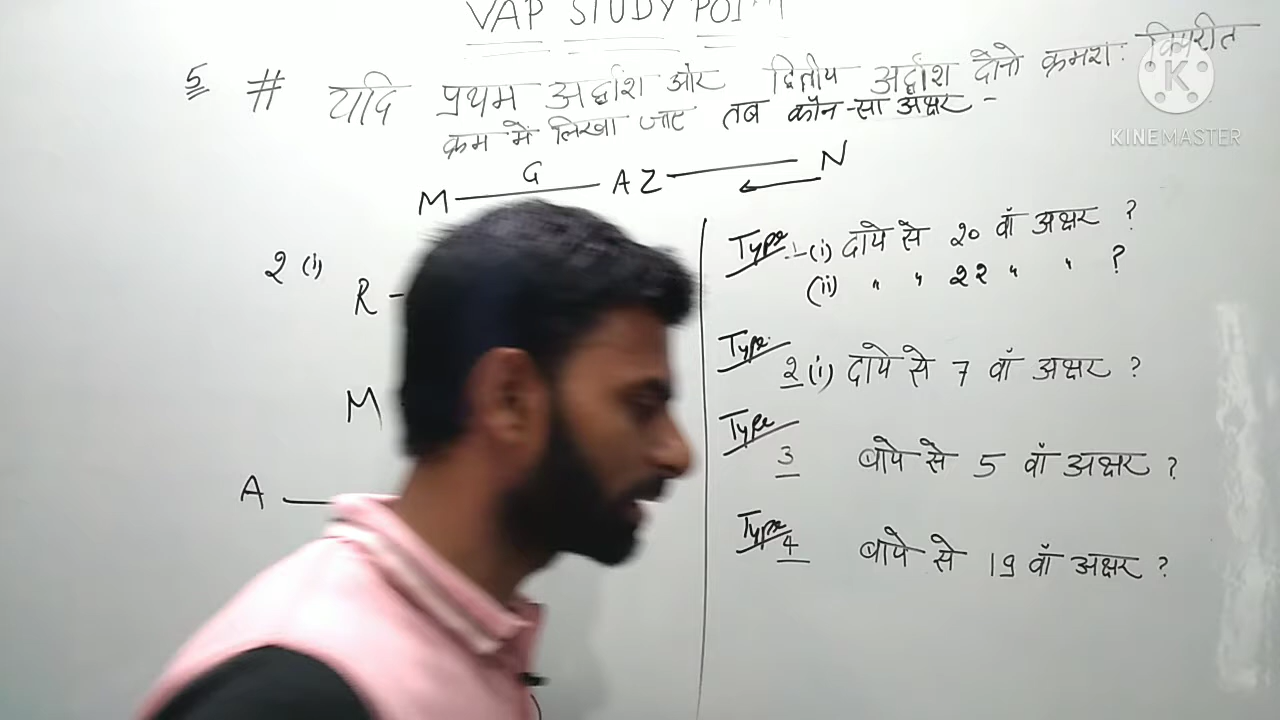 VAP STUDY POINT
5 # यदि प्रथम अर्द्धांश और द्वितीय अर्द्धांश दोनो क्रमश: विपरीत
क्रम में लिखा जाए तब कौन-सा अक्षर -
G
M A Z N
2 (i)
R -
M
A
Type 1 (i) दाये से 20 वाँ अक्षर ?
(ii) " " 22 " " ?
Type 2 (i) दाये से 7 वाँ अक्षर ?
Type 3 बाये से 5 वाँ अक्षर ?
Type 4 बाये से 19 वाँ अक्षर ?
K
KINEMASTER